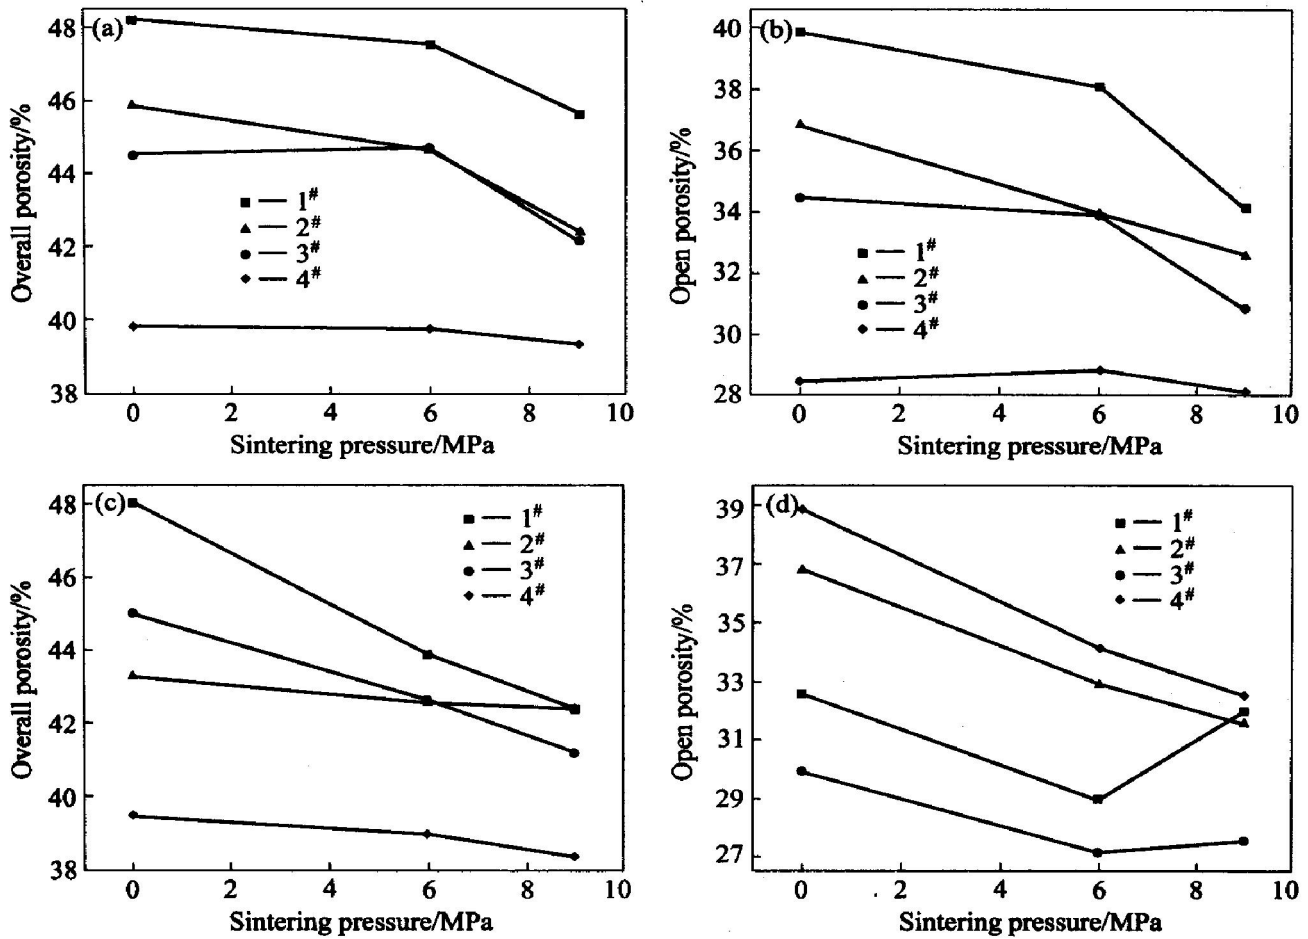 (a)
48
46
44
42
40
38
Overall porosity/%
1#
2#
3#
4#
0 2 4 6 8 10
Sintering pressure/MPa
(b)
40
38
36
34
32
30
28
Open porosity/%
1#
2#
3#
4#
0 2 4 6 8 10
Sintering pressure/MPa
(c)
48
46
44
42
40
38
Overall porosity/%
1#
2#
3#
4#
0 2 4 6 8 10
Sintering pressure/MPa
(d)
39
37
35
33
31
29
27
Open porosity/%
1#
2#
3#
4#
0 2 4 6 8 10
Sintering pressure/MPa